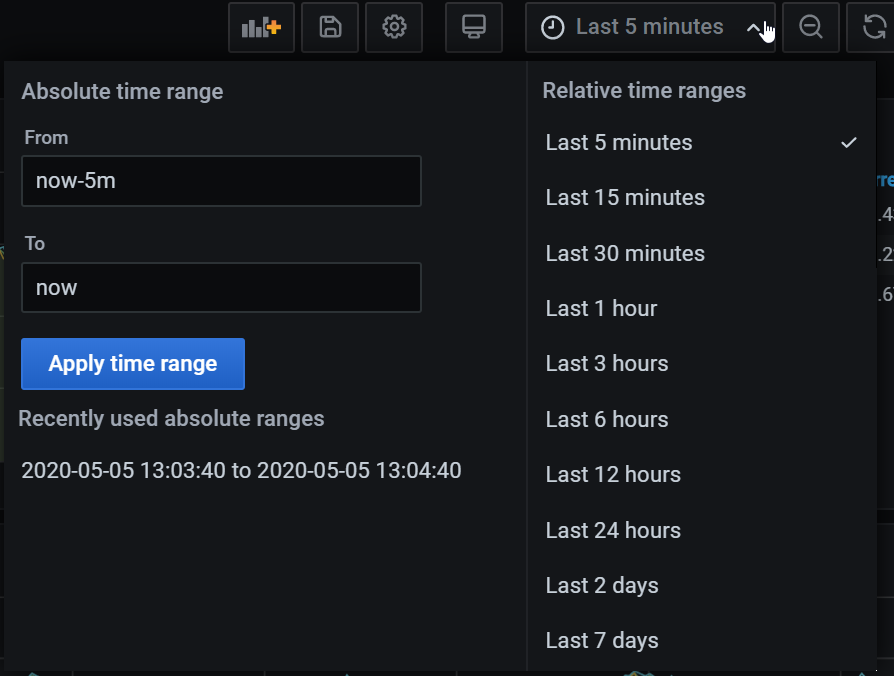 Last 5 minutes
Absolute time range
From
now-5m
To
now
Apply time range
Recently used absolute ranges
2020-05-05 13:03:40 to 2020-05-05 13:04:40
Relative time ranges
Last 5 minutes
Last 15 minutes
Last 30 minutes
Last 1 hour
Last 3 hours
Last 6 hours
Last 12 hours
Last 24 hours
Last 2 days
Last 7 days